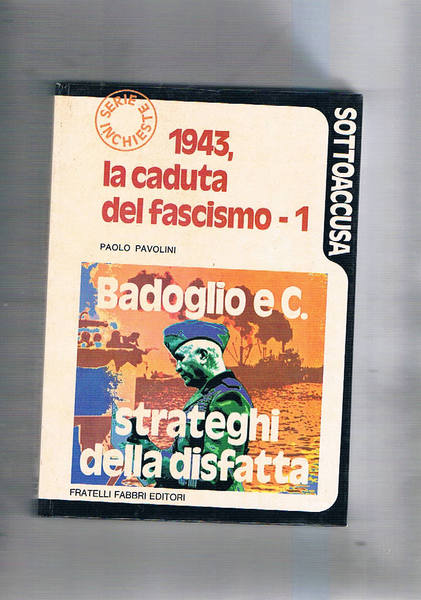 SERIE
INCHIESTE
1943,
la caduta
del fascismo - 1
PAOLO PAVOLINI
SOTTOACCUSA
Badoglio e C.
strateghi
della disfatta
FRATELLI FABBRI EDITORI